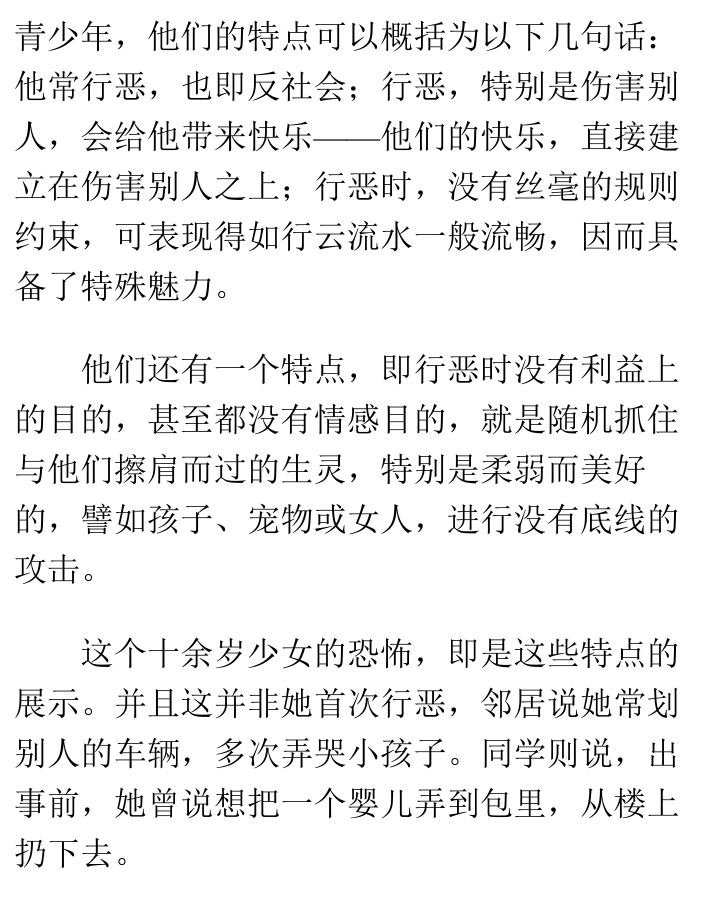 青少年，他们的特点可以概括为以下几句话：
他常行恶，也即反社会；行恶，特别是伤害别
人，会给他带来快乐——他们的快乐，直接建
立在伤害别人之上；行恶时，没有丝毫的规则
约束，可表现得如行云流水一般流畅，因而具
备了特殊魅力。
他们还有一个特点，即行恶时没有利益上
的目的，甚至都没有情感目的，就是随机抓住
与他们擦肩而过的生灵，特别是柔弱而美好
的，譬如孩子、宠物或女人，进行没有底线的
攻击。
这个十余岁少女的恐怖，即是这些特点的
展示。并且这并非她首次行恶，邻居说她常划
别人的车辆，多次弄哭小孩子。同学则说，出
事前，她曾说想把一个婴儿弄到包里，从楼上
扔下去。